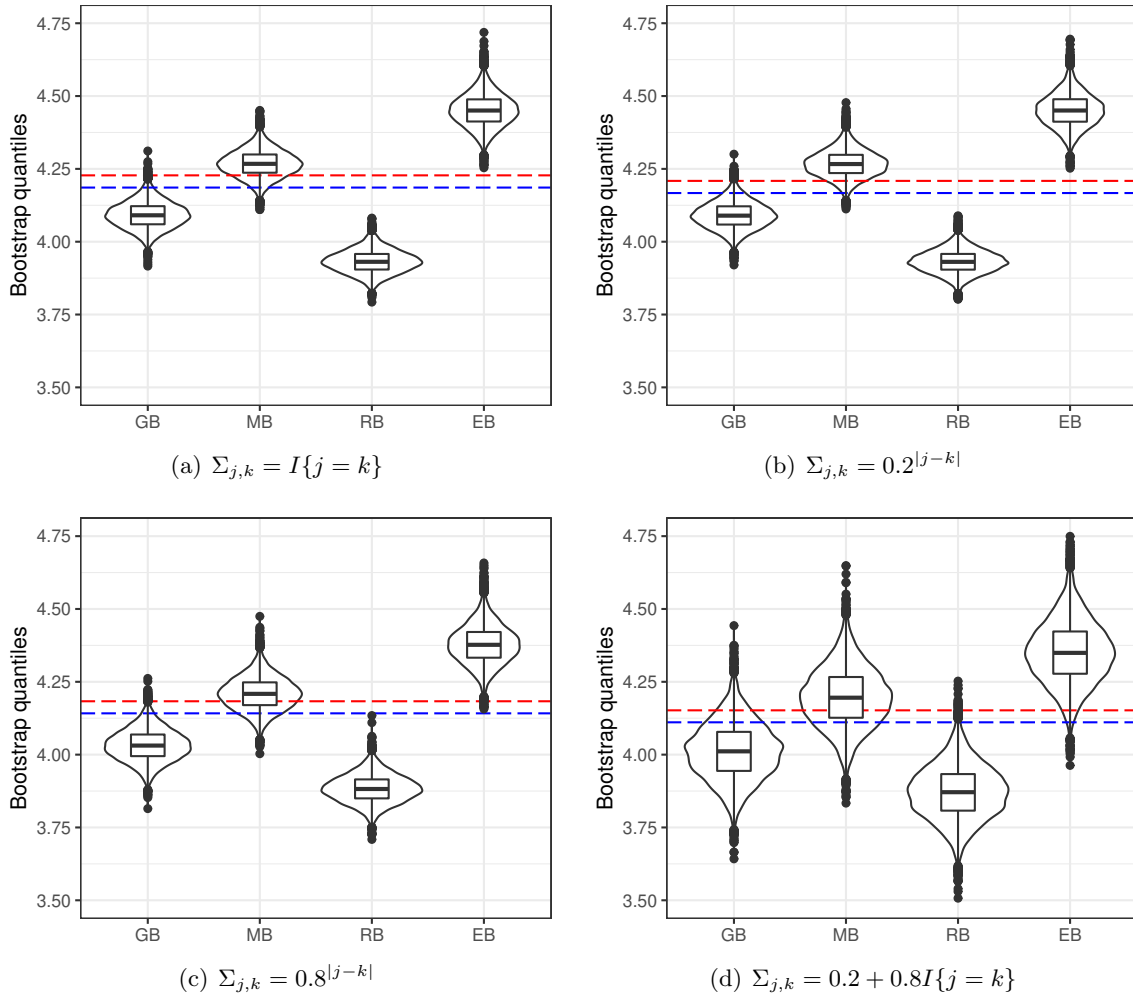 Bootstrap quantiles
4.75
4.50
4.25
4.00
3.75
3.50
GB MB RB EB
(a) Σ_{j,k} = I{j = k}
Bootstrap quantiles
4.75
4.50
4.25
4.00
3.75
3.50
GB MB RB EB
(b) Σ_{j,k} = 0.2^{|j−k|}
Bootstrap quantiles
4.75
4.50
4.25
4.00
3.75
3.50
GB MB RB EB
(c) Σ_{j,k} = 0.8^{|j−k|}
Bootstrap quantiles
4.75
4.50
4.25
4.00
3.75
3.50
GB MB RB EB
(d) Σ_{j,k} = 0.2 + 0.8I{j = k}